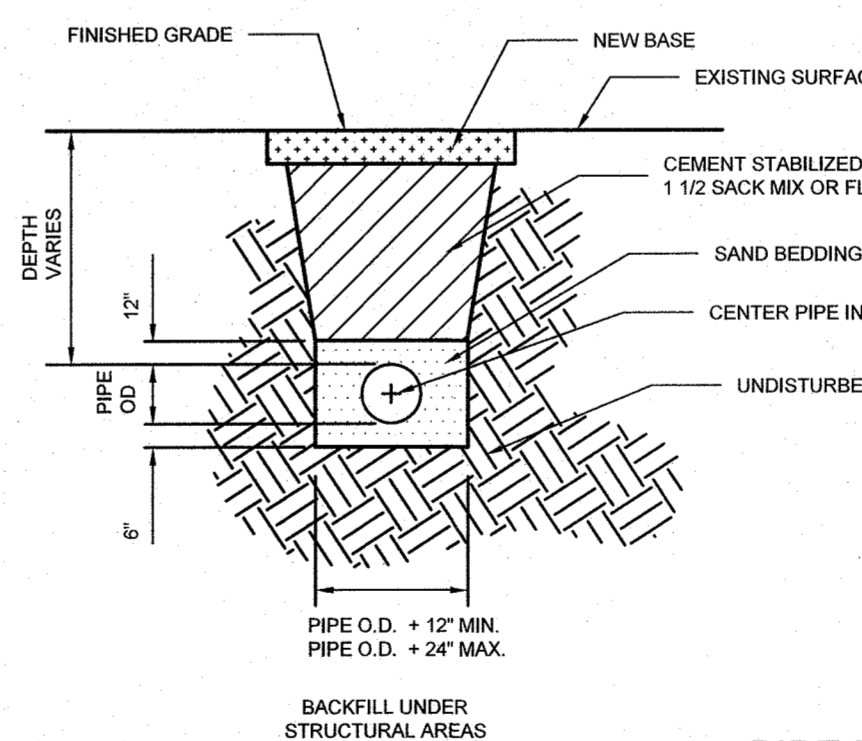 FINISHED GRADE
NEW BASE
EXISTING SURFAC
CEMENT STABILIZED
1 1/2 SACK MIX OR FL
DEPTH
VARIES
SAND BEDDING
12"
CENTER PIPE IN
PIPE
OD
UNDISTURBE
6"
PIPE O.D. + 12" MIN.
PIPE O.D. + 24" MAX.
BACKFILL UNDER
STRUCTURAL AREAS